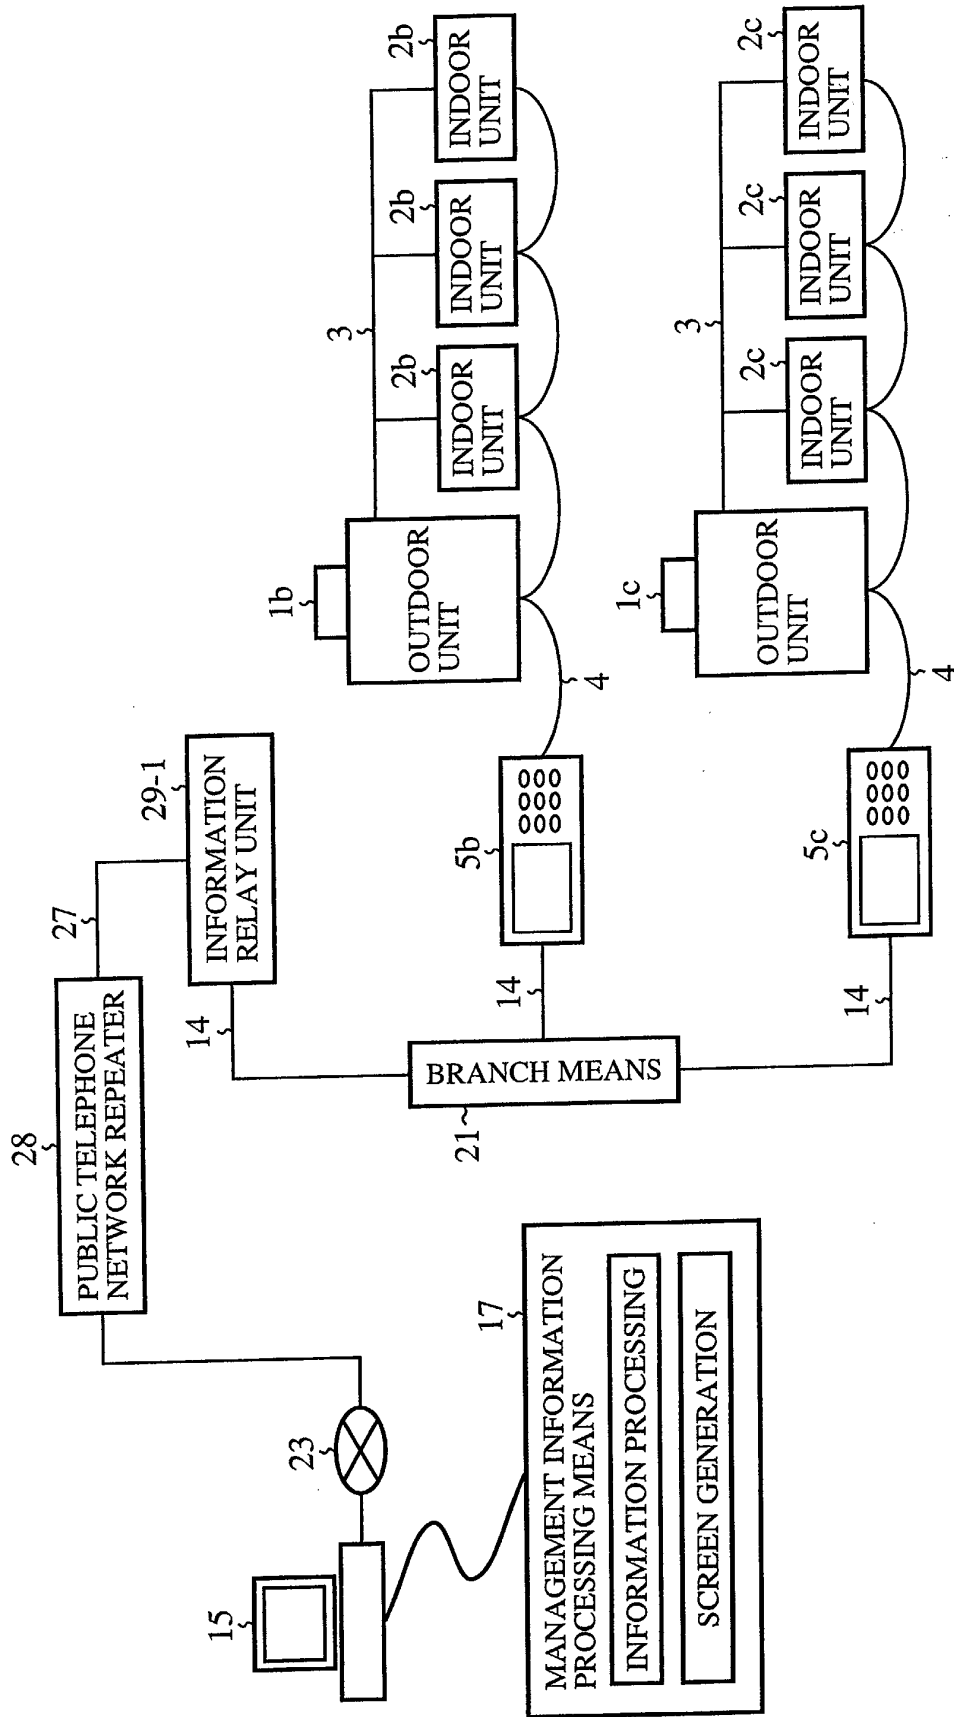 28
PUBLIC TELEPHONE
NETWORK REPEATER
27
29-1
INFORMATION
RELAY UNIT
14
15
23
17
MANAGEMENT INFORMATION
PROCESSING MEANS
INFORMATION PROCESSING
SCREEN GENERATION
BRANCH MEANS
21
14
5b
4
1b
OUTDOOR
UNIT
3
2b
INDOOR
UNIT
2b
INDOOR
UNIT
2b
INDOOR
UNIT
14
5c
4
1c
OUTDOOR
UNIT
3
2c
INDOOR
UNIT
2c
INDOOR
UNIT
2c
INDOOR
UNIT